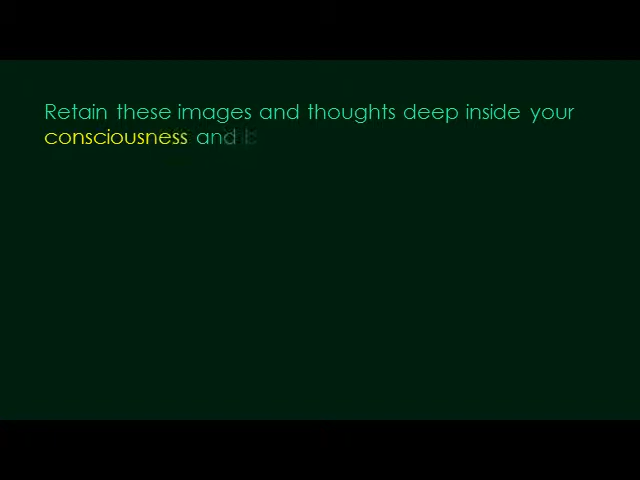 Retain these images and thoughts deep inside your
consciousness and